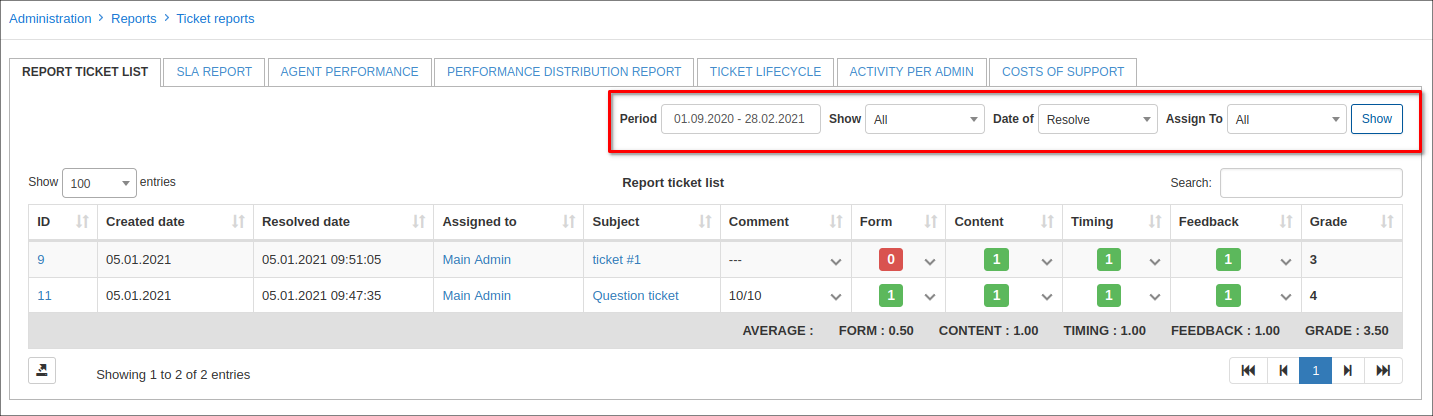 Administration > Reports > Ticket reports
REPORT TICKET LIST SLA REPORT AGENT PERFORMANCE PERFORMANCE DISTRIBUTION REPORT TICKET LIFECYCLE ACTIVITY PER ADMIN COSTS OF SUPPORT
Period 01.09.2020 - 28.02.2021 Show All Date of Resolve Assign To All Show
Show 100 entries Report ticket list Search:
ID Created date Resolved date Assigned to Subject Comment Form Content Timing Feedback Grade
9 05.01.2021 05.01.2021 09:51:05 Main Admin ticket #1 --- 0 1 1 1 3
11 05.01.2021 05.01.2021 09:47:35 Main Admin Question ticket 10/10 1 1 1 1 4
AVERAGE : FORM : 0.50 CONTENT : 1.00 TIMING : 1.00 FEEDBACK : 1.00 GRADE : 3.50
Showing 1 to 2 of 2 entries 1